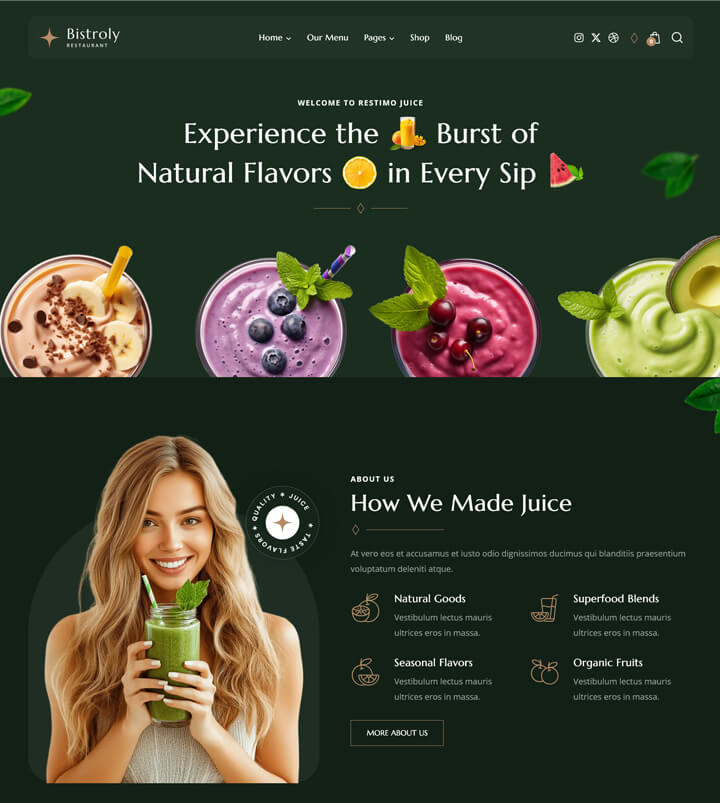 Bistroly
RESTAURANT
Home
Our Menu
Pages
Shop
Blog
0
WELCOME TO RESTIMO JUICE
Experience the Burst of
Natural Flavors in Every Sip
QUALITY ✦ JUICE ✦ TASTE FLAVORS ✦
ABOUT US
How We Made Juice
At vero eos et accusamus et iusto odio dignissimos ducimus qui blanditiis praesentium
voluptatum deleniti atque.
Natural Goods
Vestibulum lectus mauris
ultrices eros in massa.
Superfood Blends
Vestibulum lectus mauris
ultrices eros in massa.
Seasonal Flavors
Vestibulum lectus mauris
ultrices eros in massa.
Organic Fruits
Vestibulum lectus mauris
ultrices eros in massa.
MORE ABOUT US